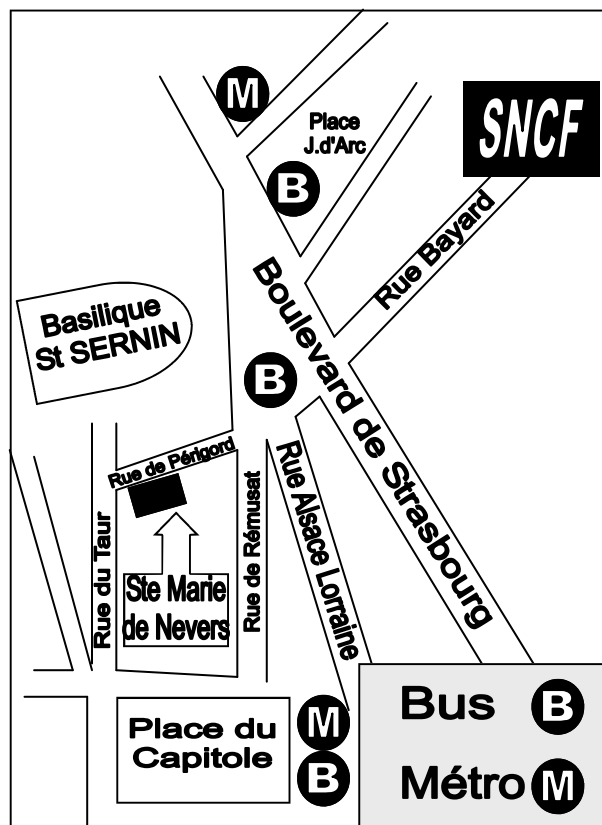 M
Place
J.d'Arc
SNCF
B
Rue Bayard
Boulevard de Strasbourg
Basilique
St SERNIN
B
Rue de Périgord
Rue Alsace Lorraine
Rue de Rémusat
Rue du Taur
Ste Marie
de Nevers
Place du
Capitole
M
B
Bus B
Métro M